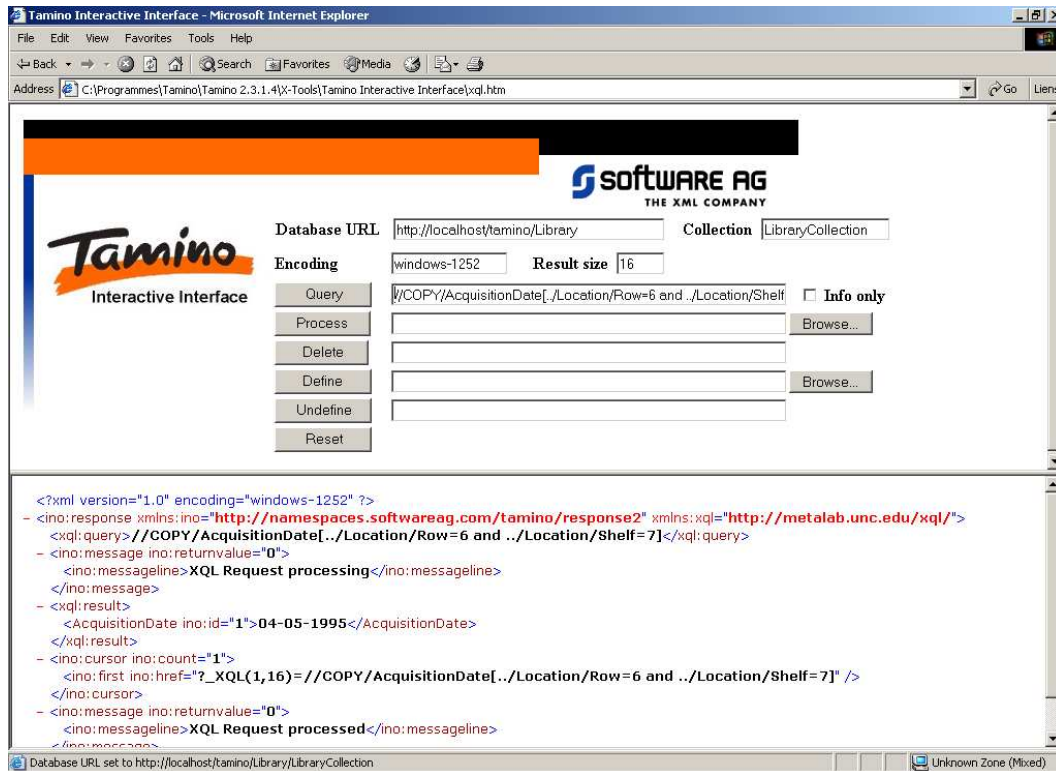 Tamino Interactive Interface - Microsoft Internet Explorer
File Edit View Favorites Tools Help
Back Search Favorites Media
Address C:\Programmes\Tamino\Tamino 2.3.1.4\X-Tools\Tamino Interactive Interface\xql.htm Go Liens
software AG
THE XML COMPANY
Tamino
Interactive Interface
Database URL http://localhost/tamino/Library Collection LibraryCollection
Encoding windows-1252 Result size 16
Query //COPY/AcquisitionDate[../Location/Row=6 and ../Location/Shelf Info only
Process Browse...
Delete
Define Browse...
Undefine
Reset
<?xml version="1.0" encoding="windows-1252" ?>
- <ino:response xmlns:ino="http://namespaces.softwareag.com/tamino/response2" xmlns:xql="http://metalab.unc.edu/xql/">
<xql:query>//COPY/AcquisitionDate[../Location/Row=6 and ../Location/Shelf=7]</xql:query>
- <ino:message ino:returnvalue="0">
<ino:messageline>XQL Request processing</ino:messageline>
</ino:message>
- <xql:result>
<AcquisitionDate ino:id="1">04-05-1995</AcquisitionDate>
</xql:result>
- <ino:cursor ino:count="1">
<ino:first ino:href="?_XQL(1,16)=//COPY/AcquisitionDate[../Location/Row=6 and ../Location/Shelf=7]" />
</ino:cursor>
- <ino:message ino:returnvalue="0">
<ino:messageline>XQL Request processed</ino:messageline>
</ino:message>
Database URL set to http://localhost/tamino/Library/LibraryCollection Unknown Zone (Mixed)